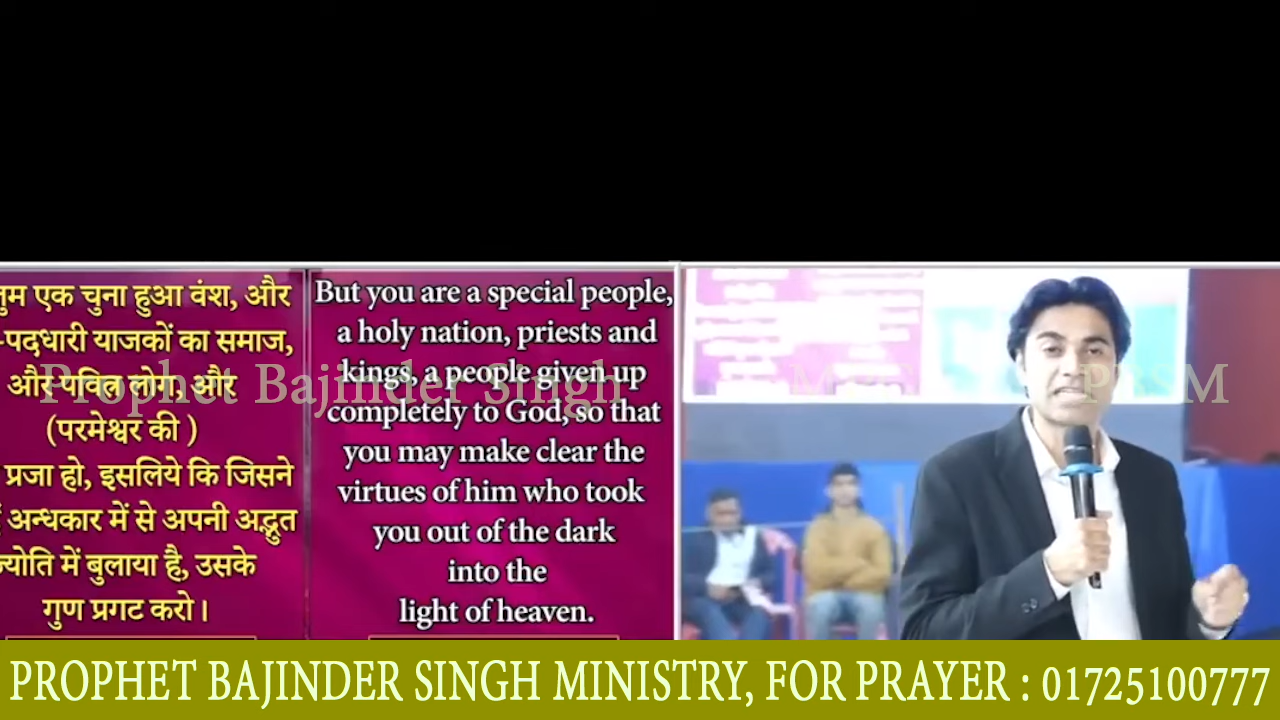 तुम एक चुना हुआ वंश, और
-पदधारी याजकों का समाज,
और पवित्र लोग, और
(परमेश्वर की )
प्रजा हो, इसलिये कि जिसने
अन्धकार में से अपनी अद्भुत
ज्योति में बुलाया है, उसके
गुण प्रगट करो।
But you are a special people,
a holy nation, priests and
kings, a people given up
completely to God, so that
you may make clear the
virtues of him who took
you out of the dark
into the
light of heaven.
Prophet Bajinder Singh PBSM
PROPHET BAJINDER SINGH MINISTRY, FOR PRAYER : 01725100777